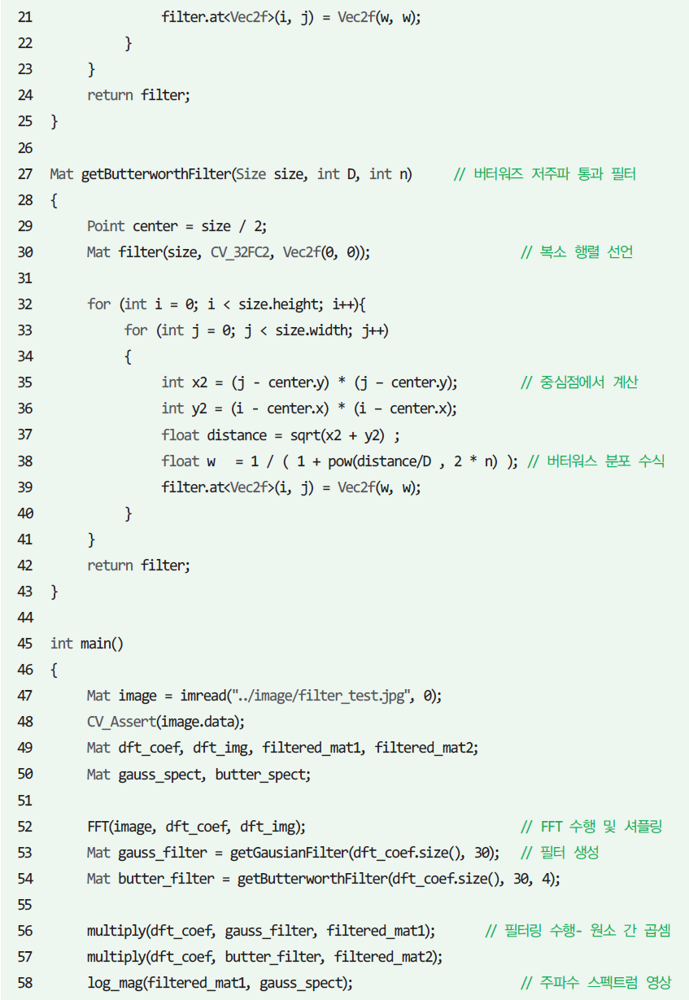 21 filter.at<Vec2f>(i, j) = Vec2f(w, w);
22 }
23 }
24 return filter;
25 }
26
27 Mat getButterworthFilter(Size size, int D, int n) // 버터워즈 저주파 통과 필터
28 {
29 Point center = size / 2;
30 Mat filter(size, CV_32FC2, Vec2f(0, 0)); // 복소 행렬 선언
31
32 for (int i = 0; i < size.height; i++){
33 for (int j = 0; j < size.width; j++)
34 {
35 int x2 = (j - center.y) * (j – center.y); // 중심점에서 계산
36 int y2 = (i - center.x) * (i – center.x);
37 float distance = sqrt(x2 + y2) ;
38 float w = 1 / ( 1 + pow(distance/D , 2 * n) ); // 버터워스 분포 수식
39 filter.at<Vec2f>(i, j) = Vec2f(w, w);
40 }
41 }
42 return filter;
43 }
44
45 int main()
46 {
47 Mat image = imread("../image/filter_test.jpg", 0);
48 CV_Assert(image.data);
49 Mat dft_coef, dft_img, filtered_mat1, filtered_mat2;
50 Mat gauss_spect, butter_spect;
51
52 FFT(image, dft_coef, dft_img); // FFT 수행 및 셔플링
53 Mat gauss_filter = getGausianFilter(dft_coef.size(), 30); // 필터 생성
54 Mat butter_filter = getButterworthFilter(dft_coef.size(), 30, 4);
55
56 multiply(dft_coef, gauss_filter, filtered_mat1); // 필터링 수행- 원소 간 곱셈
57 multiply(dft_coef, butter_filter, filtered_mat2);
58 log_mag(filtered_mat1, gauss_spect); // 주파수 스펙트럼 영상